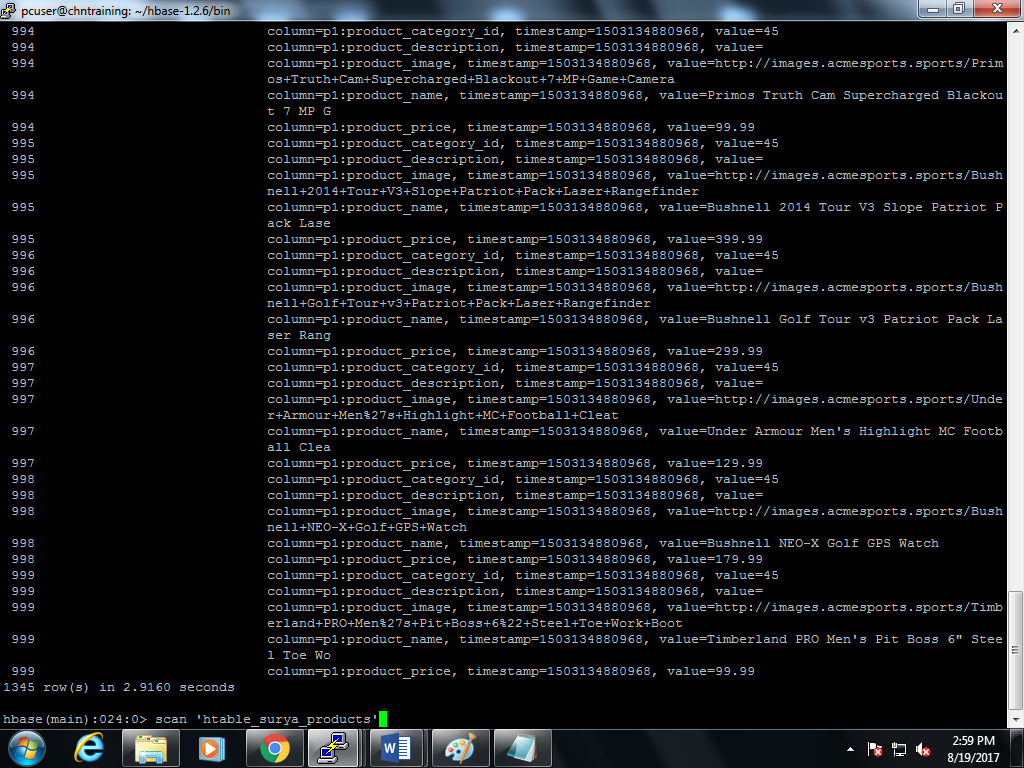 pcuser@chntraining: ~/hbase-1.2.6/bin
994 column=p1:product_category_id, timestamp=1503134880968, value=45
994 column=p1:product_description, timestamp=1503134880968, value=
994 column=p1:product_image, timestamp=1503134880968, value=http://images.acmesports.sports/Prim
os+Truth+Cam+Supercharged+Blackout+7+MP+Game+Camera
994 column=p1:product_name, timestamp=1503134880968, value=Primos Truth Cam Supercharged Blackou
t 7 MP G
994 column=p1:product_price, timestamp=1503134880968, value=99.99
995 column=p1:product_category_id, timestamp=1503134880968, value=45
995 column=p1:product_description, timestamp=1503134880968, value=
995 column=p1:product_image, timestamp=1503134880968, value=http://images.acmesports.sports/Bush
nell+2014+Tour+V3+Slope+Patriot+Pack+Laser+Rangefinder
995 column=p1:product_name, timestamp=1503134880968, value=Bushnell 2014 Tour V3 Slope Patriot P
ack Lase
995 column=p1:product_price, timestamp=1503134880968, value=399.99
996 column=p1:product_category_id, timestamp=1503134880968, value=45
996 column=p1:product_description, timestamp=1503134880968, value=
996 column=p1:product_image, timestamp=1503134880968, value=http://images.acmesports.sports/Bush
nell+Golf+Tour+v3+Patriot+Pack+Laser+Rangefinder
996 column=p1:product_name, timestamp=1503134880968, value=Bushnell Golf Tour v3 Patriot Pack La
ser Rang
996 column=p1:product_price, timestamp=1503134880968, value=299.99
997 column=p1:product_category_id, timestamp=1503134880968, value=45
997 column=p1:product_description, timestamp=1503134880968, value=
997 column=p1:product_image, timestamp=1503134880968, value=http://images.acmesports.sports/Unde
r+Armour+Men%27s+Highlight+MC+Football+Cleat
997 column=p1:product_name, timestamp=1503134880968, value=Under Armour Men's Highlight MC Footb
all Clea
997 column=p1:product_price, timestamp=1503134880968, value=129.99
998 column=p1:product_category_id, timestamp=1503134880968, value=45
998 column=p1:product_description, timestamp=1503134880968, value=
998 column=p1:product_image, timestamp=1503134880968, value=http://images.acmesports.sports/Bush
nell+NEO-X+Golf+GPS+Watch
998 column=p1:product_name, timestamp=1503134880968, value=Bushnell NEO-X Golf GPS Watch
998 column=p1:product_price, timestamp=1503134880968, value=179.99
999 column=p1:product_category_id, timestamp=1503134880968, value=45
999 column=p1:product_description, timestamp=1503134880968, value=
999 column=p1:product_image, timestamp=1503134880968, value=http://images.acmesports.sports/Timb
erland+PRO+Men%27s+Pit+Boss+6%22+Steel+Toe+Work+Boot
999 column=p1:product_name, timestamp=1503134880968, value=Timberland PRO Men's Pit Boss 6" Stee
l Toe Wo
999 column=p1:product_price, timestamp=1503134880968, value=99.99
1345 row(s) in 2.9160 seconds
hbase(main):024:0> scan 'htable_surya_products'
2:59 PM
8/19/2017